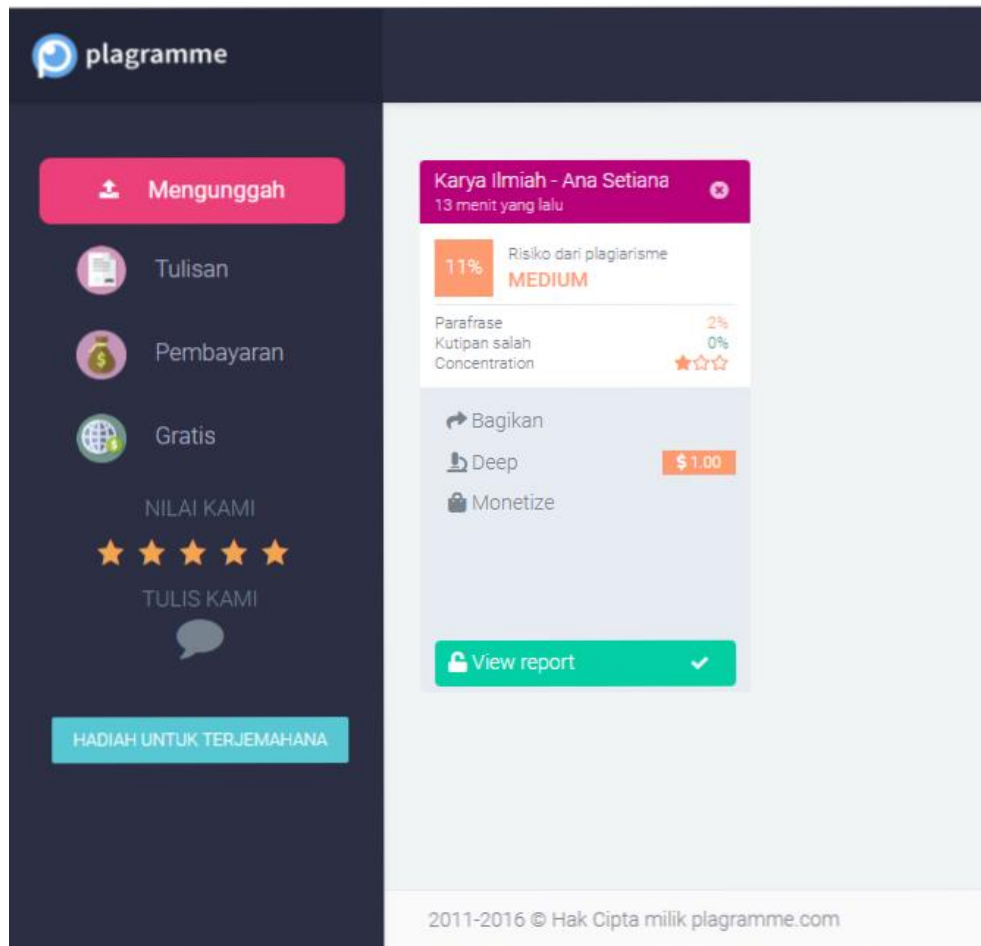 plagramme
Mengunggah
Tulisan
Pembayaran
Gratis
NILAI KAMI
TULIS KAMI
HADIAH UNTUK TERJEMAHANA
Karya Ilmiah - Ana Setiana
13 menit yang lalu
11%
Risiko dari plagiarisme
MEDIUM
Parafrase 2%
Kutipan salah 0%
Concentration
Bagikan
Deep $ 1.00
Monetize
View report
2011-2016 © Hak Cipta milik plagramme.com